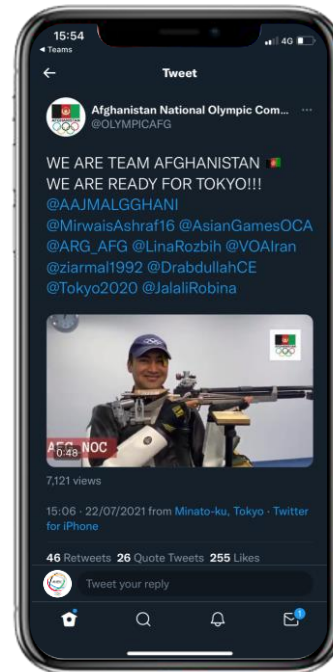 15:54
4G
◄ Teams
Tweet
Afghanistan National Olympic Com...
@OLYMPICAFG
WE ARE TEAM AFGHANISTAN 🇦🇫
WE ARE READY FOR TOKYO!!!
@AAJMALGGHANI
@MirwaisAshraf16 @AsianGamesOCA
@ARG_AFG @LinaRozbih @VOAIran
@ziarmal1992 @DrabdullahCE
@Tokyo2020 @JalaliRobina
AFG NOC
0:48
7,121 views
15:06 · 22/07/2021 from Minato-ku, Tokyo · Twitter
for iPhone
46 Retweets 26 Quote Tweets 255 Likes
Tweet your reply
1